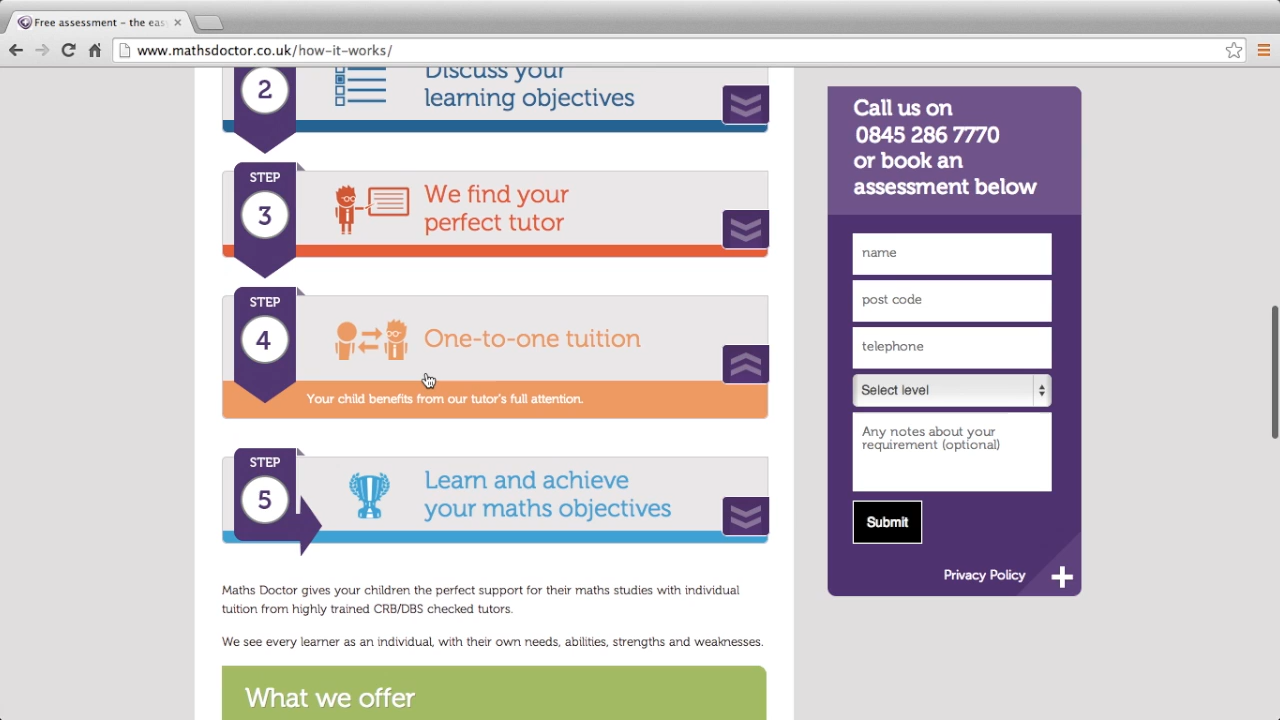 Free assessment – the eas
www.mathsdoctor.co.uk/how-it-works/
2
Discuss your
learning objectives
STEP
3
We find your
perfect tutor
STEP
4
One-to-one tuition
Your child benefits from our tutor's full attention.
STEP
5
Learn and achieve
your maths objectives
Maths Doctor gives your children the perfect support for their maths studies with individual
tuition from highly trained CRB/DBS checked tutors.
We see every learner as an individual, with their own needs, abilities, strengths and weaknesses.
What we offer
Call us on
0845 286 7770
or book an
assessment below
name
post code
telephone
Select level
Any notes about your
requirement (optional)
Submit
Privacy Policy